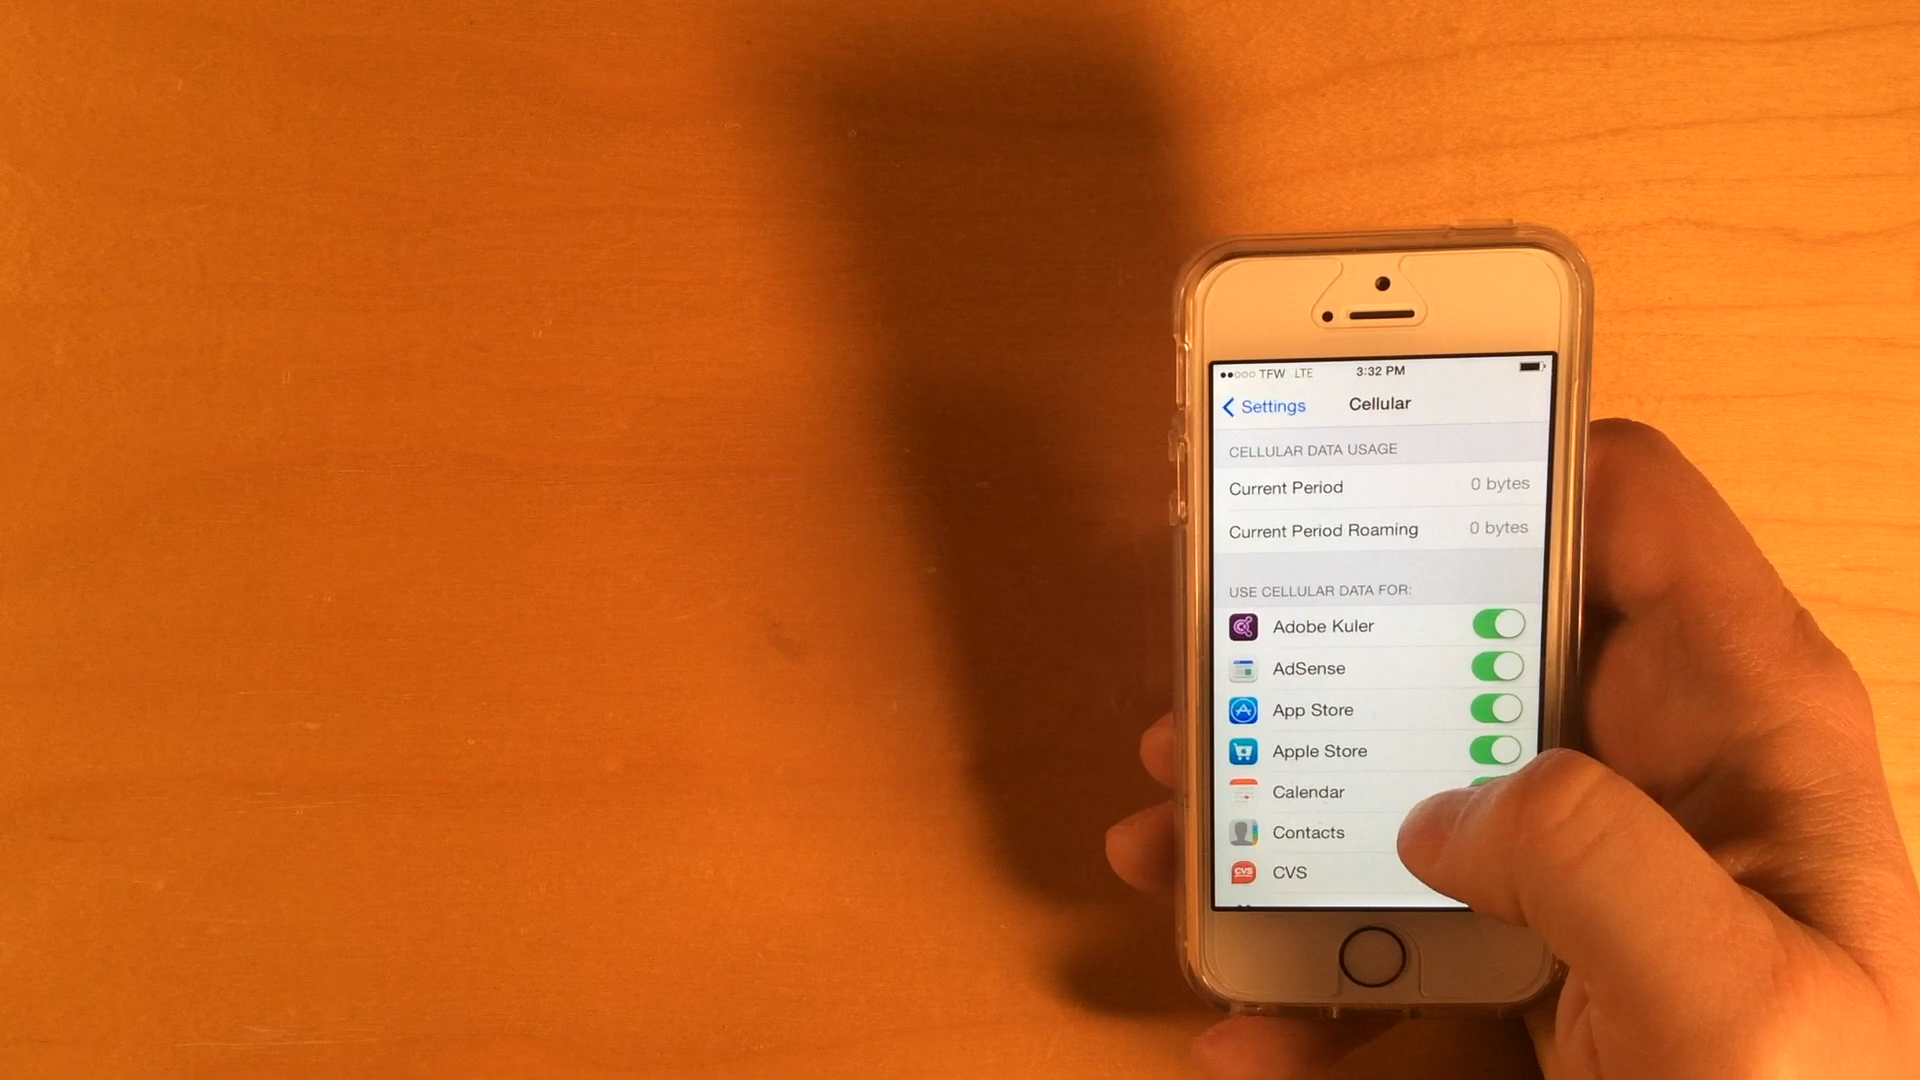 TFW LTE 3:32 PM
Settings Cellular
CELLULAR DATA USAGE
Current Period 0 bytes
Current Period Roaming 0 bytes
USE CELLULAR DATA FOR:
Adobe Kuler
AdSense
App Store
Apple Store
Calendar
Contacts
CVS CVS